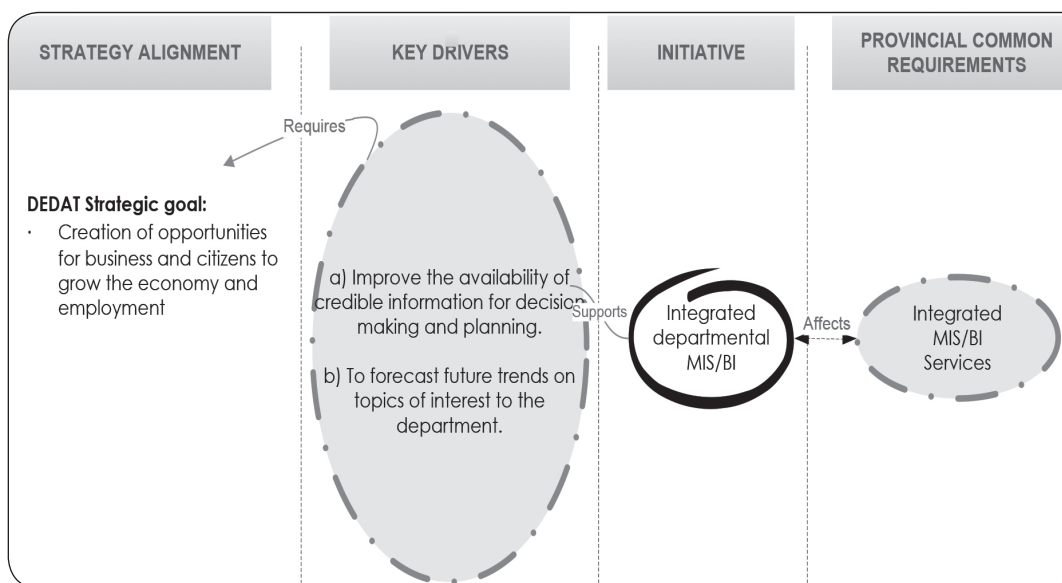 STRATEGY ALIGNMENT
KEY DRIVERS
INITIATIVE
PROVINCIAL COMMON
REQUIREMENTS
Requires
DEDAT Strategic goal:
· Creation of opportunities
for business and citizens to
grow the economy and
employment
a) Improve the availability of
credible information for decision
making and planning.
b) To forecast future trends on
topics of interest to the
department.
Supports
Integrated
departmental
MIS/BI
Affects
Integrated
MIS/BI
Services